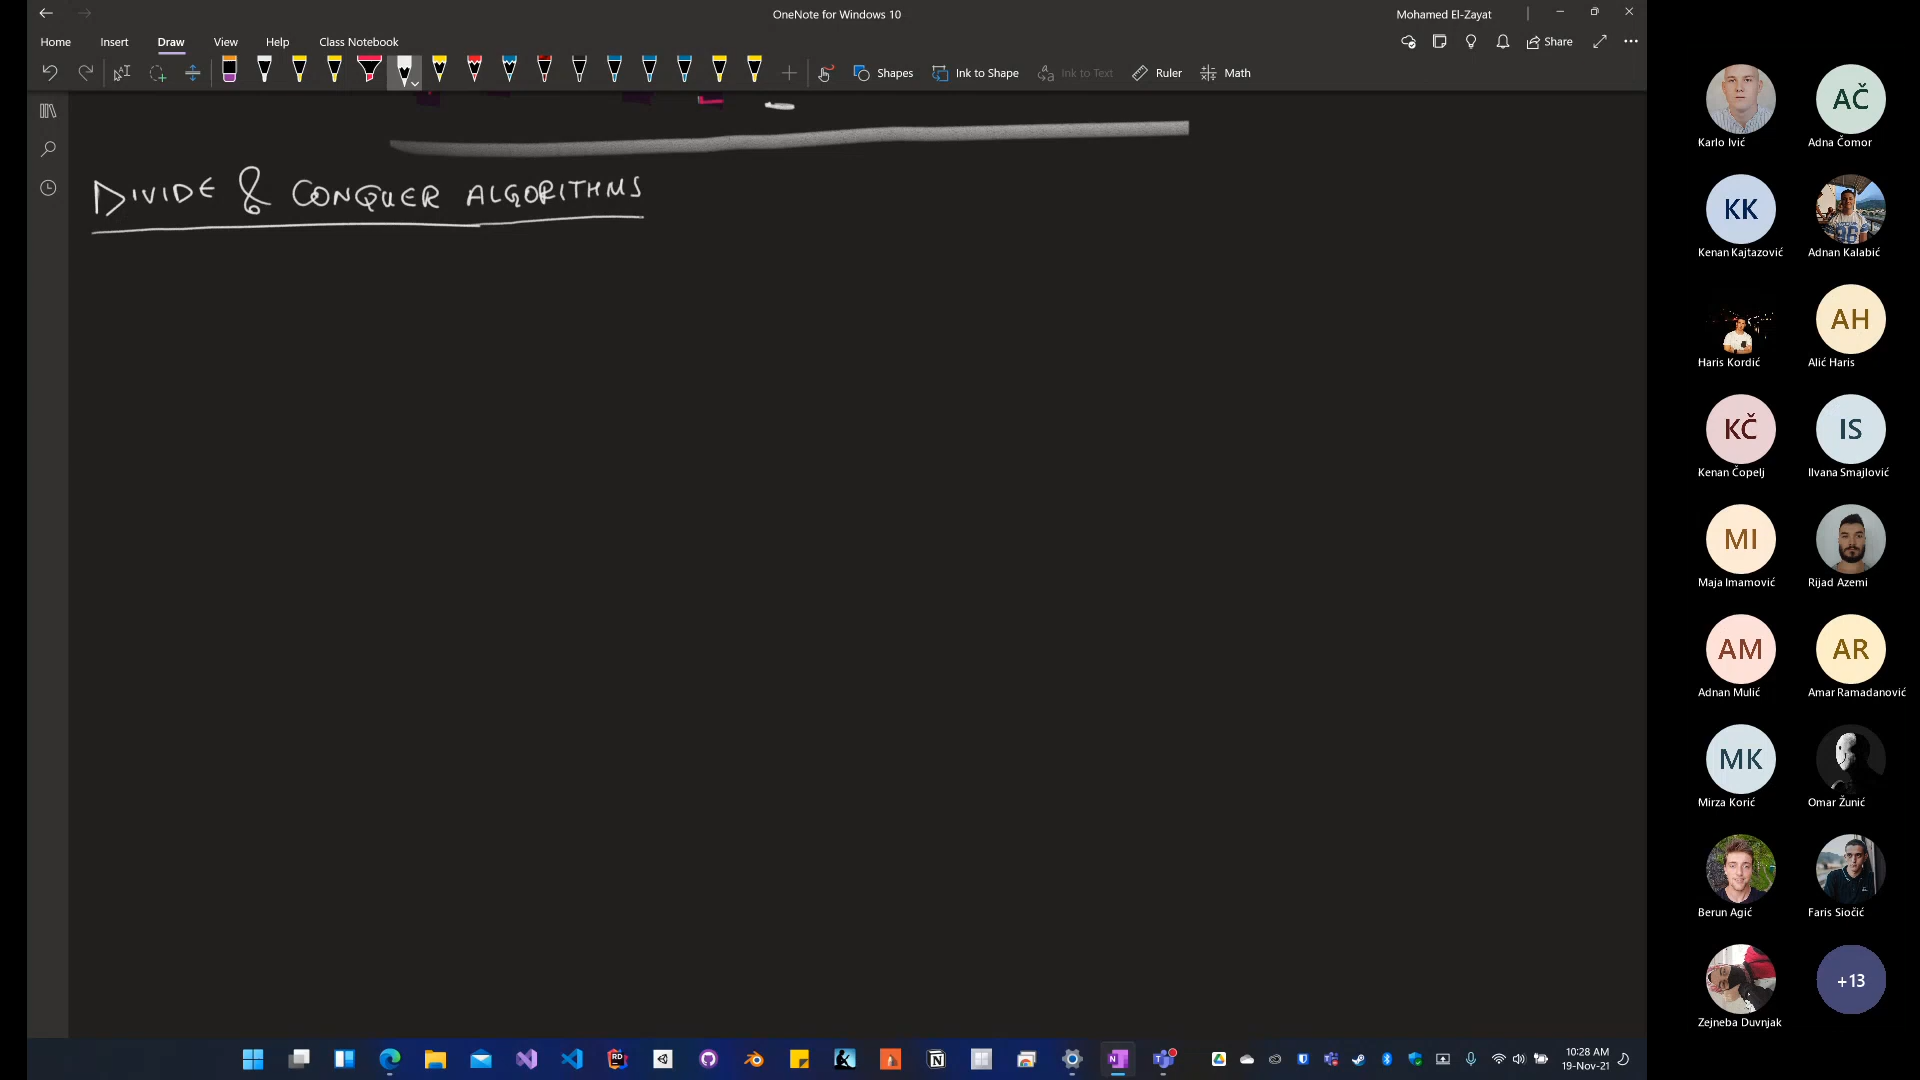 OneNote for Windows 10
Mohamed El-Zayat
Home Insert Draw View Help Class Notebook
Share
Shapes Ink to Shape Ink to Text Ruler Math
DIVIDE & CONQUER ALGORITHMS
AČ
Karlo Ivić Adna Čomor
KK
Kenan Kajtazović Adnan Kalabić
AH
Haris Kordić Alić Haris
KČ IS
Kenan Čopelj Ilvana Smajlović
MI
Maja Imamović Rijad Azemi
AM AR
Adnan Mulić Amar Ramadanović
MK
Mirza Korić Omar Žunić
Berun Agić Faris Siočić
+13
Zejneba Duvnjak
10:28 AM
19-Nov-21